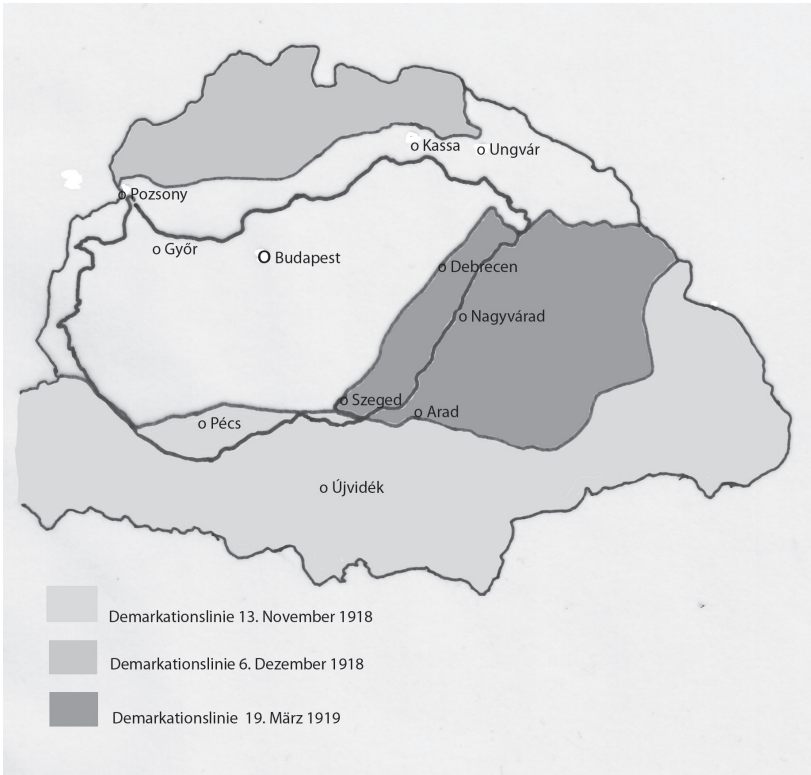 o Kassa
o Ungvár
o Pozsony
o Győr
O Budapest
o Debrecen
o Nagyvárad
o Szeged
o Arad
o Pécs
o Újvidék
Demarkationslinie 13. November 1918
Demarkationslinie 6. Dezember 1918
Demarkationslinie 19. März 1919